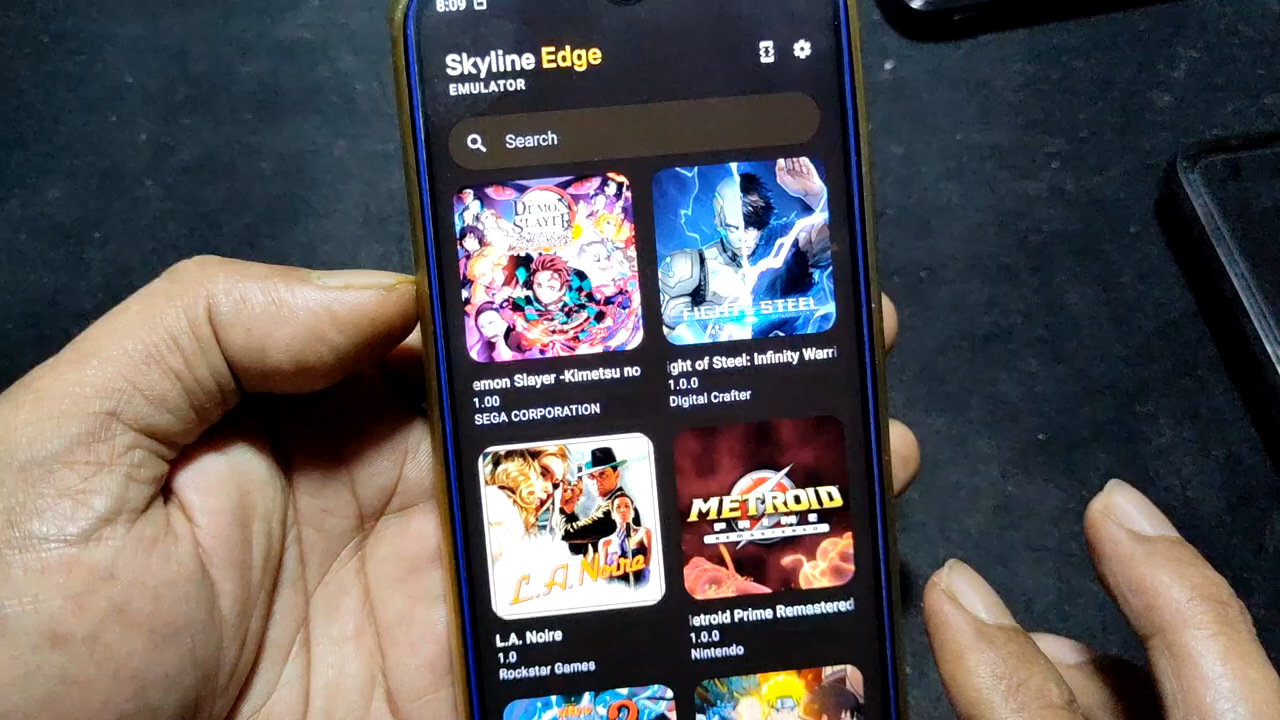 8:09
Skyline Edge
EMULATOR
Search
DEMON
SLAYER
FIGHT OF STEEL
emon Slayer -Kimetsu no
1.00
SEGA CORPORATION
ight of Steel: Infinity Warri
1.0.0
Digital Crafter
L.A. Noire
METROID
PRIME
REMASTERED
L.A. Noire
1.0
Rockstar Games
letroid Prime Remastered
1.0.0
Nintendo